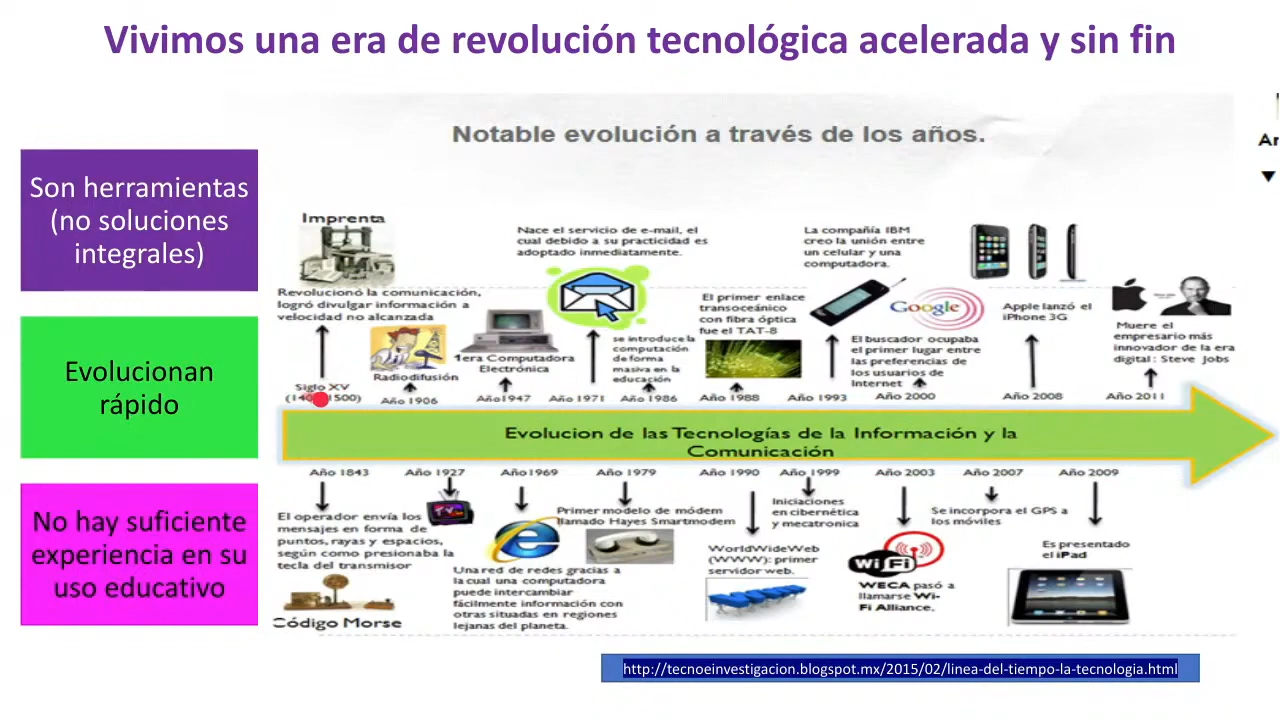 Vivimos una era de revolución tecnológica acelerada y sin fin
Notable evolución a través de los años.
Ar
Son herramientas
(no soluciones
integrales)
Evolucionan
rápido
No hay suficiente
experiencia en su
uso educativo
Imprenta
Revolucionó la comunicación,
logró divulgar información a
velocidad no alcanzada
Siglo XV
Radiodifusión
Año 1906
1era Computadora
Electrónica
Año1947
Nace el servicio de e-mail, el
cual debido a su practicidad es
adoptado inmediatamente.
Año 1971
se introduce la
computación
de forma
masiva en la
educación
Año 1986
El primer enlace
transoceánico
con fibra óptica
fue el TAT-8
Año 1988
La compañía IBM
creo la unión entre
un celular y una
computadora.
Año 1993
Google
El buscador ocupaba
el primer lugar entre
las preferencias de
los usuarios de
Internet
Año 2000
Apple lanzó el
iPhone 3G
Año 2008
Muere el
empresario más
innovador de la era
digital : Steve Jobs
Año 2011
Evolucion de las Tecnologías de la Información y la
Comunicación
Año 1843
El operador envía los
mensajes en forma de
puntos, rayas y espacios,
según como presionaba la
tecla del transmisor
Código Morse
Año 1927
TV
Año1969
Una red de redes gracias a
la cual una computadora
puede intercambiar
fácilmente información con
otras situadas en regiones
lejanas del planeta.
Año 1979
Primer modelo de módem
llamado Hayes Smartmodem
Año 1990
WorldWideWeb
(WWW): primer
servidor web.
Año 1999
Iniciaciones
en cibernética
y mecatronica
Año 2003
Wi Fi
WECA pasó a
llamarse Wi-
Fi Alliance.
Año 2007
Se incorpora el GPS a
los móviles
Año 2009
Es presentado
el iPad
http://tecnoeinvestigacion.blogspot.mx/2015/02/linea-del-tiempo-la-tecnologia.html